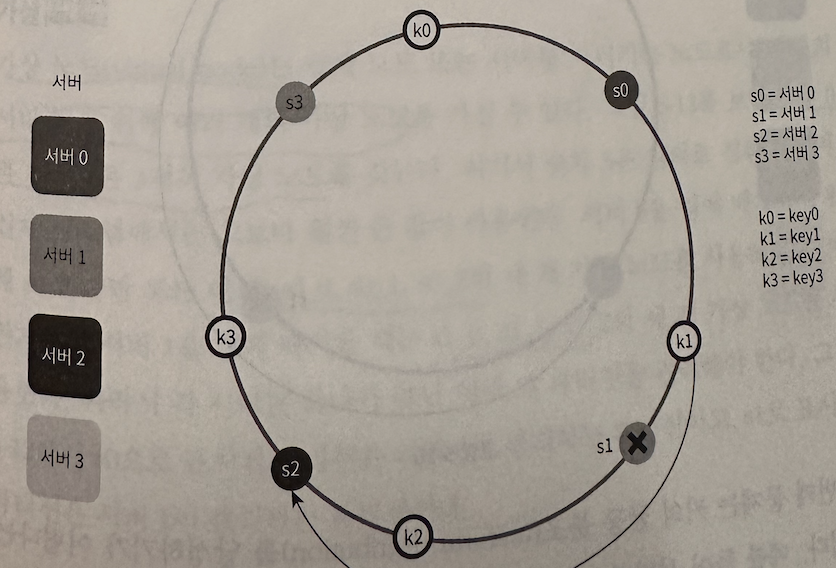 서버
서버 0
서버 1
서버 2
서버 3
k0
s0
s3
k3
k1
s1
s2
k2
s0 = 서버 0
s1 = 서버 1
s2 = 서버 2
s3 = 서버 3
k0 = key0
k1 = key1
k2 = key2
k3 = key3